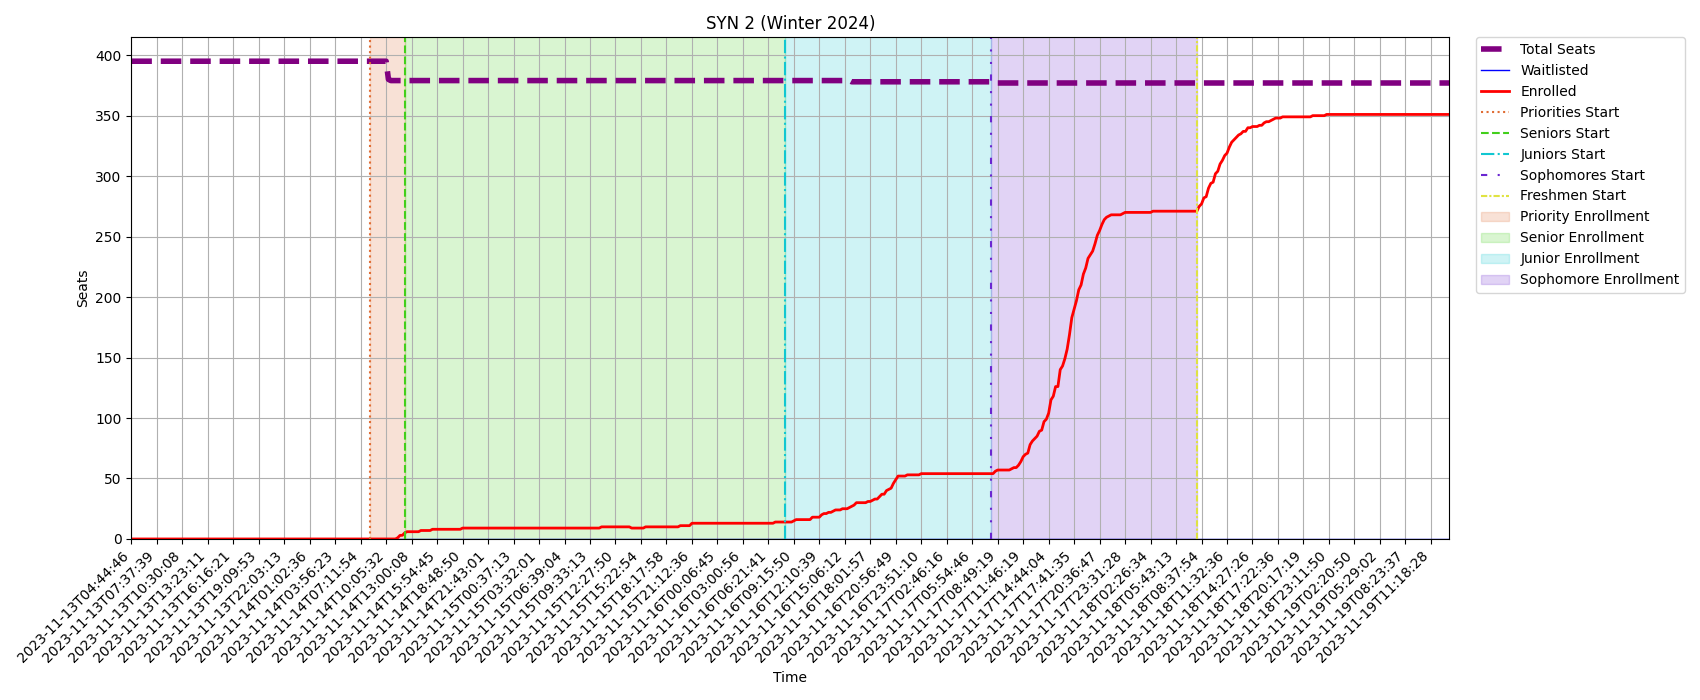 SYN 2 (Winter 2024)
400
350
300
250
200
150
100
50
0
Seats
2023-11-13T04:44:46
2023-11-13T07:37:39
2023-11-13T10:30:08
2023-11-13T13:23:11
2023-11-13T16:16:21
2023-11-13T19:09:53
2023-11-13T22:03:13
2023-11-14T01:02:36
2023-11-14T03:56:23
2023-11-14T07:11:54
2023-11-14T10:05:32
2023-11-14T13:00:08
2023-11-14T15:54:45
2023-11-14T18:48:50
2023-11-14T21:43:01
2023-11-15T00:37:13
2023-11-15T03:32:01
2023-11-15T06:39:04
2023-11-15T09:33:13
2023-11-15T12:27:50
2023-11-15T15:22:54
2023-11-15T18:17:58
2023-11-15T21:12:36
2023-11-16T00:06:45
2023-11-16T03:00:56
2023-11-16T06:21:41
2023-11-16T09:15:50
2023-11-16T12:10:39
2023-11-16T15:06:12
2023-11-16T18:01:57
2023-11-16T20:56:49
2023-11-16T23:51:10
2023-11-17T02:46:16
2023-11-17T05:54:46
2023-11-17T08:49:19
2023-11-17T11:46:19
2023-11-17T14:44:04
2023-11-17T17:41:35
2023-11-17T20:36:47
2023-11-17T23:31:28
2023-11-18T02:26:34
2023-11-18T05:43:13
2023-11-18T08:37:54
2023-11-18T11:32:36
2023-11-18T14:27:26
2023-11-18T17:22:36
2023-11-18T20:17:19
2023-11-18T23:11:50
2023-11-19T02:20:50
2023-11-19T05:29:02
2023-11-19T08:23:37
2023-11-19T11:18:28
Time
Total Seats
Waitlisted
Enrolled
Priorities Start
Seniors Start
Juniors Start
Sophomores Start
Freshmen Start
Priority Enrollment
Senior Enrollment
Junior Enrollment
Sophomore Enrollment